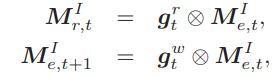 M^I_{r,t} = g^r_t ⊗ M^I_{e,t},
M^I_{e,t+1} = g^w_t ⊗ M^I_{e,t},